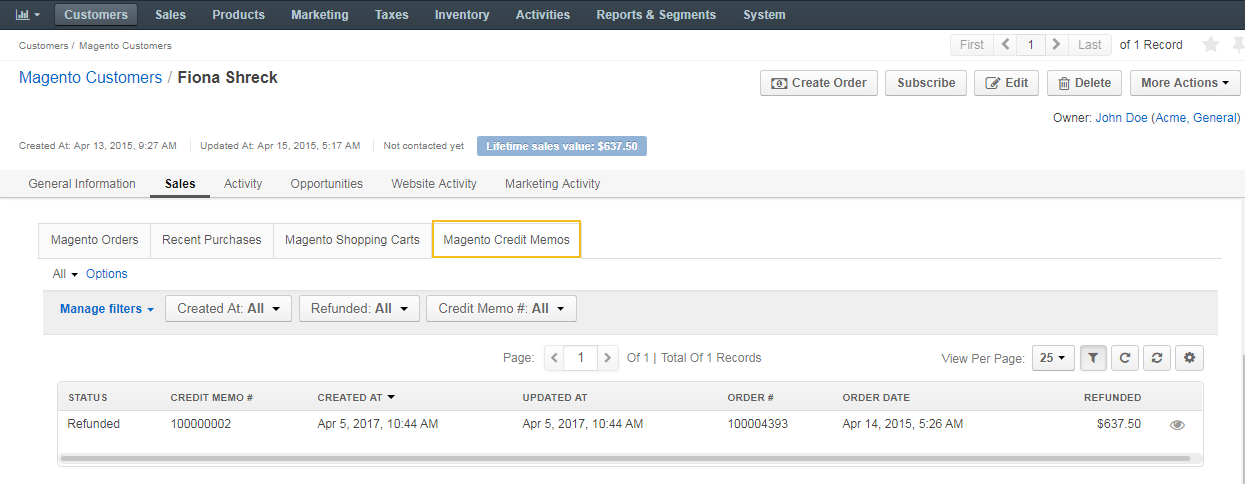 Customers Sales Products Marketing Taxes Inventory Activities Reports & Segments System
Customers / Magento Customers First 1 Last of 1 Record
Magento Customers / Fiona Shreck Create Order Subscribe Edit Delete More Actions
Owner: John Doe (Acme, General)
Created At: Apr 13, 2015, 9:27 AM Updated At: Apr 15, 2015, 5:17 AM Not contacted yet Lifetime sales value: $637.50
General Information Sales Activity Opportunities Website Activity Marketing Activity
Magento Orders Recent Purchases Magento Shopping Carts Magento Credit Memos
All Options
Manage filters Created At: All Refunded: All Credit Memo #: All
Page: 1 Of 1 | Total Of 1 Records View Per Page: 25
STATUS CREDIT MEMO # CREATED AT UPDATED AT ORDER # ORDER DATE REFUNDED
Refunded 100000002 Apr 5, 2017, 10:44 AM Apr 5, 2017, 10:44 AM 100004393 Apr 14, 2015, 5:26 AM $637.50